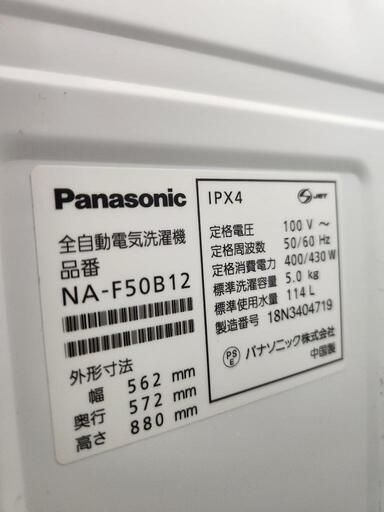 Panasonic
全自動電気洗濯機
品番
NA-F50B12
外形寸法
幅 562 mm
奥行 572 mm
高さ 880 mm
IPX4
JET
定格電圧 100 V ～
定格周波数 50/60 Hz
定格消費電力 400/430 W
標準洗濯容量 5.0 kg
標準使用水量 114 L
製造番号 18N3404719
PS
E
パナソニック株式会社
中国製